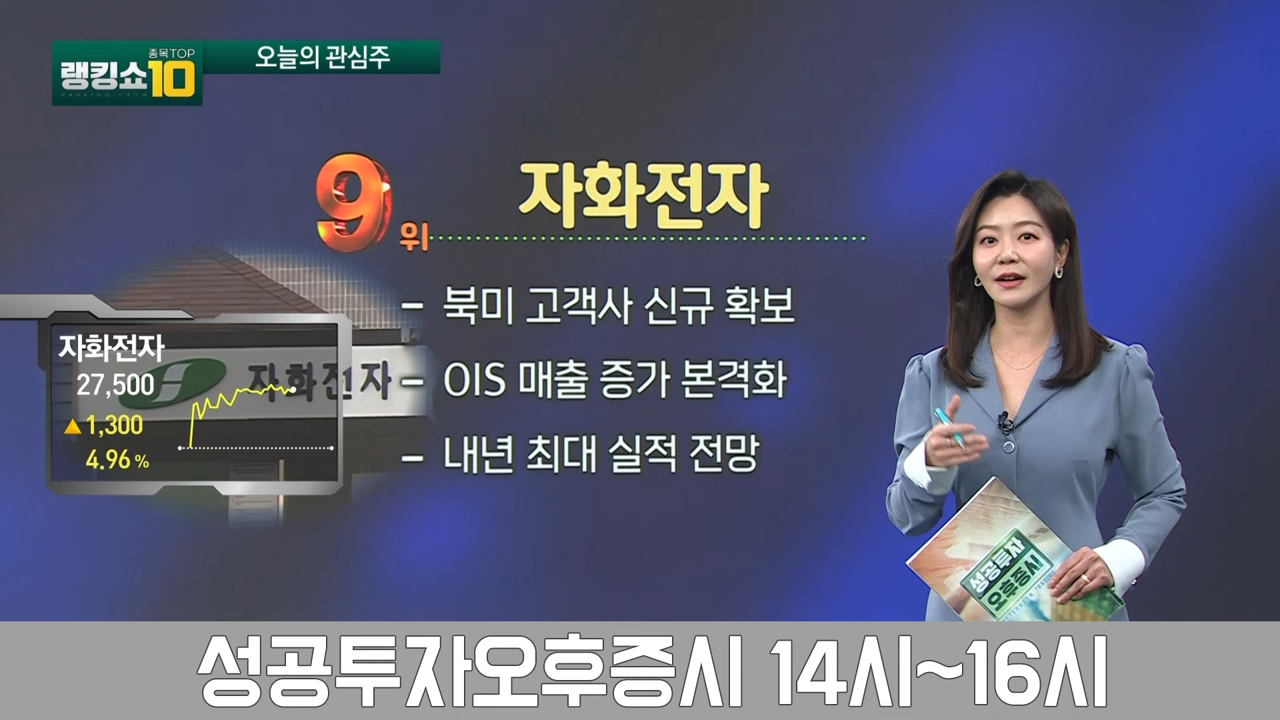 종목TOP
랭킹쇼10
오늘의 관심주
9위
자화전자
- 북미 고객사 신규 확보
- OIS 매출 증가 본격화
- 내년 최대 실적 전망
자화전자
27,500
▲1,300
4.96 %
자화전자
성공투자
오후증시
성공투자오후증시 14시~16시